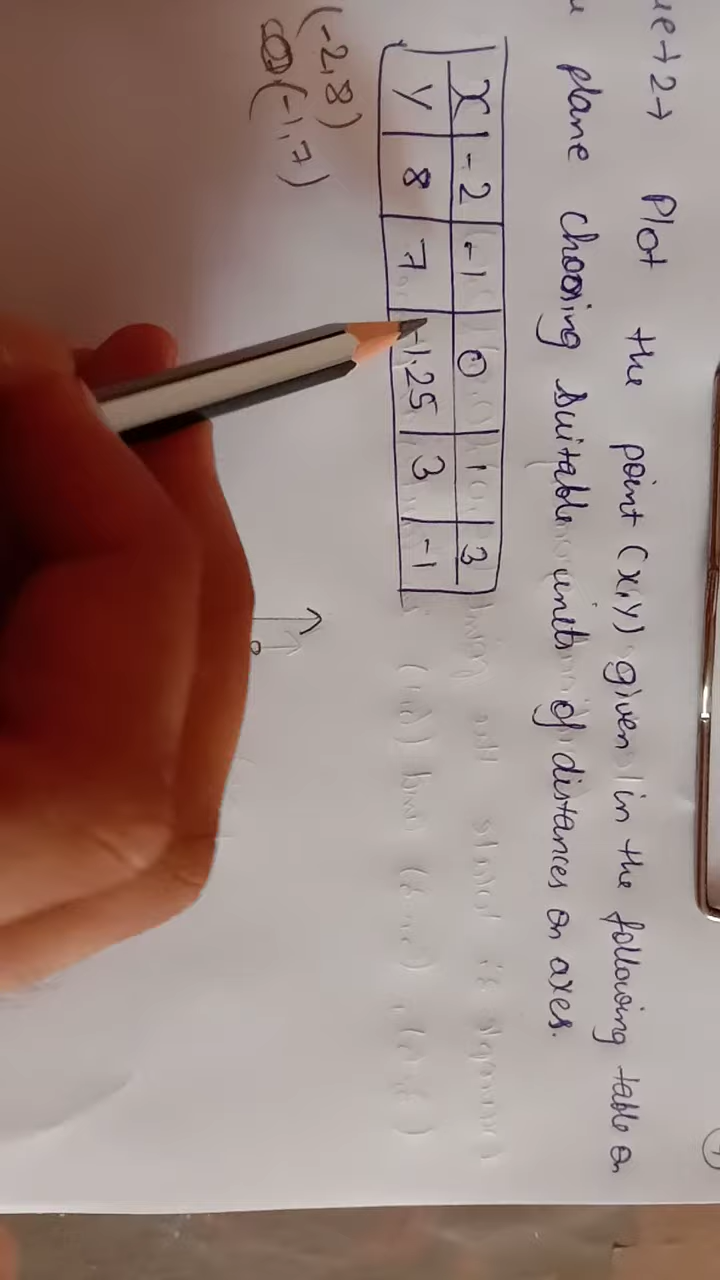 Plot the point (x,y) given in the following table on
plane choosing suitable units of distances on axes.
x -2 -1 0 1 3
y 8 7 -1.25 3 -1
(-2,8)
(-1,7)